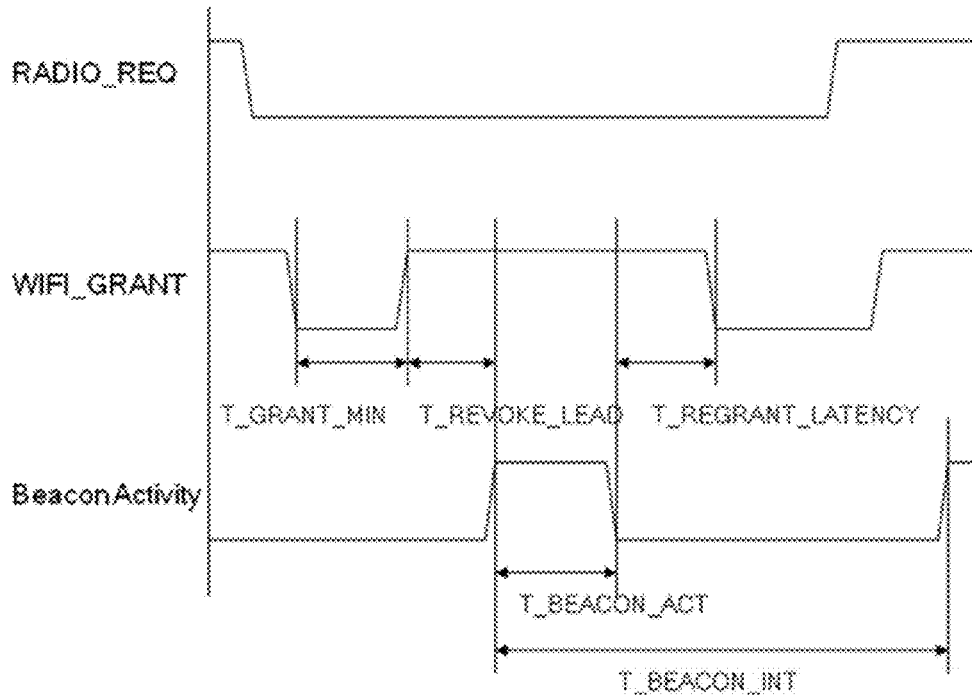 RADIO_REQ
WIFI_GRANT
T_GRANT_MIN T_REVOKE_LEAD T_REGRANT_LATENCY
BeaconActivity
T_BEACON_ACT
T_BEACON_INT